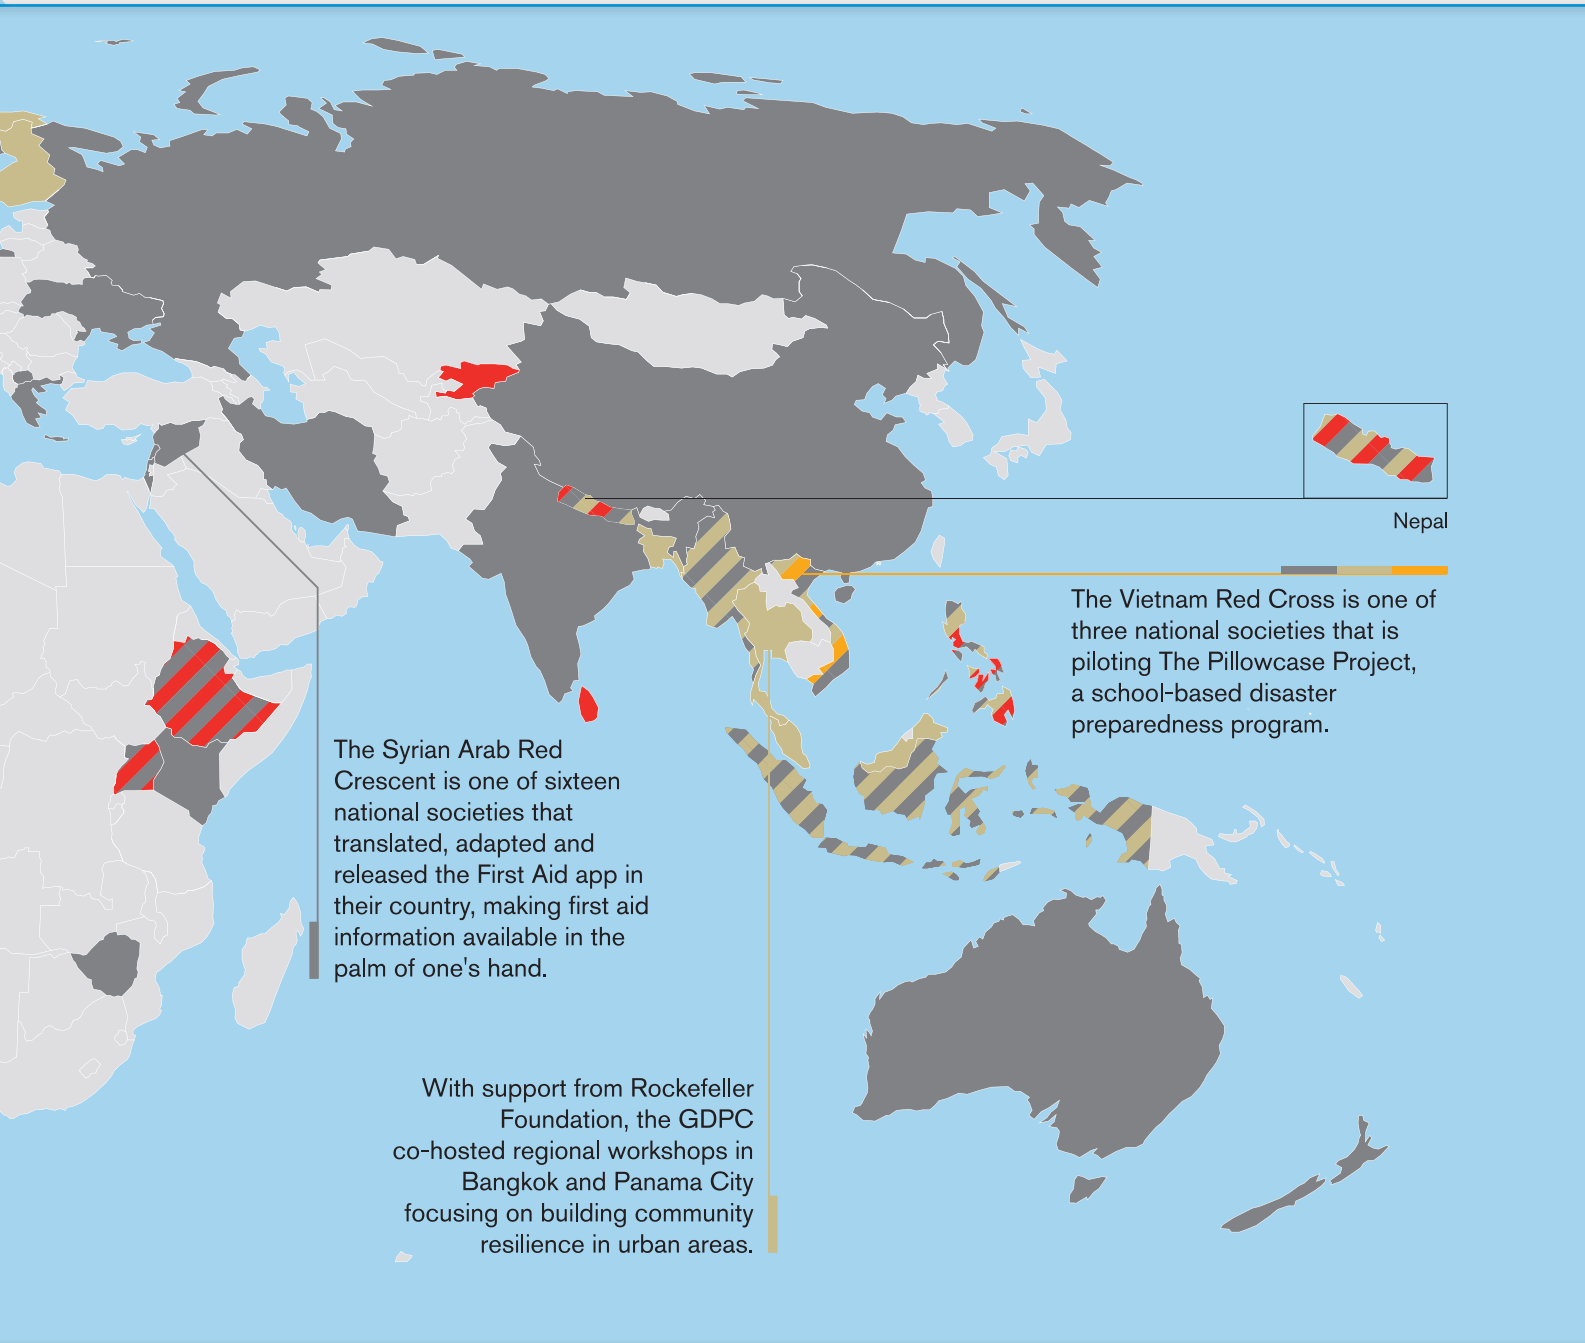 Nepal
The Vietnam Red Cross is one of
three national societies that is
piloting The Pillowcase Project,
a school-based disaster
preparedness program.
The Syrian Arab Red
Crescent is one of sixteen
national societies that
translated, adapted and
released the First Aid app in
their country, making first aid
information available in the
palm of one's hand.
With support from Rockefeller
Foundation, the GDPC
co-hosted regional workshops in
Bangkok and Panama City
focusing on building community
resilience in urban areas.